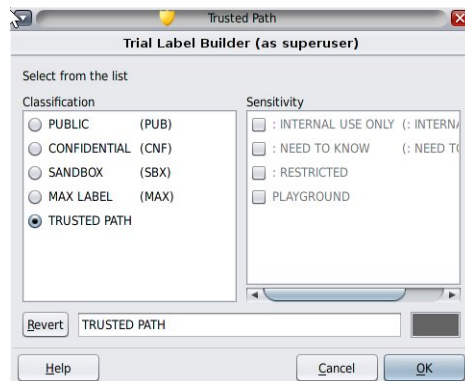 Trusted Path
Trial Label Builder (as superuser)
Select from the list
Classification
PUBLIC (PUB)
CONFIDENTIAL (CNF)
SANDBOX (SBX)
MAX LABEL (MAX)
TRUSTED PATH
Sensitivity
: INTERNAL USE ONLY (: INTERNA
: NEED TO KNOW (: NEED TO
: RESTRICTED
PLAYGROUND
Revert TRUSTED PATH
Help Cancel OK